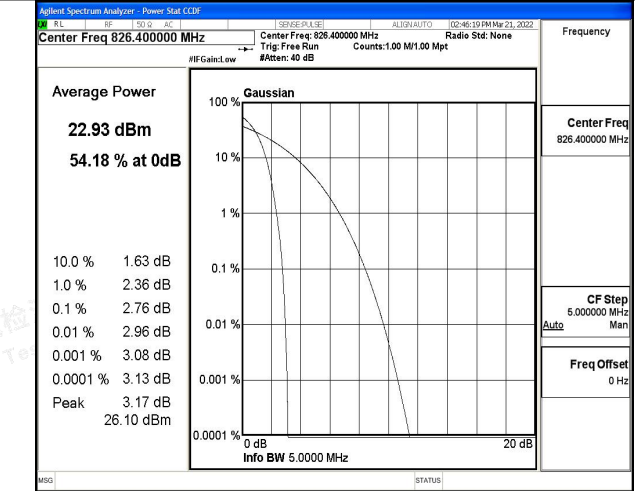 Agilent Spectrum Analyzer - Power Stat CCDF
RL RF 50 Ω AC SENSE:PULSE ALIGN AUTO 02:46:19 PM Mar 21, 2022
Center Freq 826.400000 MHz
Center Freq: 826.400000 MHz Radio Std: None
Trig: Free Run Counts:1.00 M/1.00 Mpt
#IFGain:Low #Atten: 40 dB
Frequency
Average Power
22.93 dBm
54.18 % at 0dB
10.0 % 1.63 dB
1.0 % 2.36 dB
0.1 % 2.76 dB
0.01 % 2.96 dB
0.001 % 3.08 dB
0.0001 % 3.13 dB
Peak 3.17 dB
26.10 dBm
Gaussian
100 %
10 %
1 %
0.1 %
0.01 %
0.001 %
0.0001 %
0 dB 20 dB
Info BW 5.0000 MHz
Center Freq
826.400000 MHz
CF Step
5.000000 MHz
Auto Man
Freq Offset
0 Hz
MSG STATUS